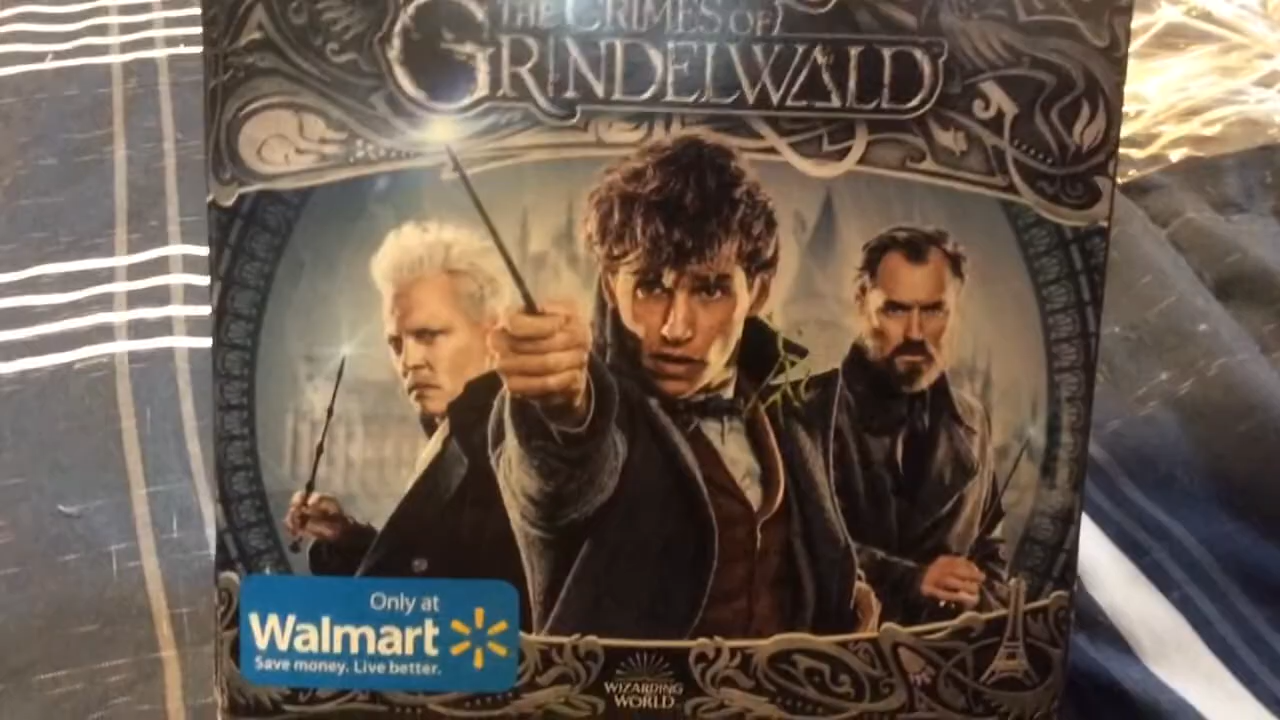 THE CRIMES OF
GRINDELWALD
Only at
Walmart
Save money. Live better.
WIZARDING
WORLD